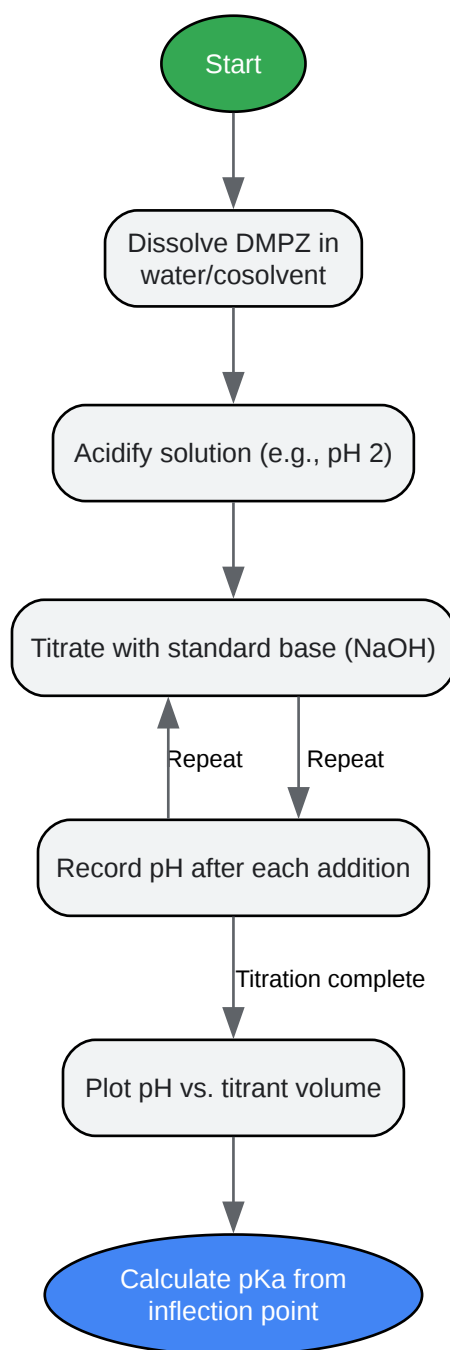 Start
Dissolve DMPZ in
water/cosolvent
Acidify solution (e.g., pH 2)
Titrate with standard base (NaOH)
Repeat
Repeat
Record pH after each addition
Titration complete
Plot pH vs. titrant volume
Calculate pKa from
inflection point